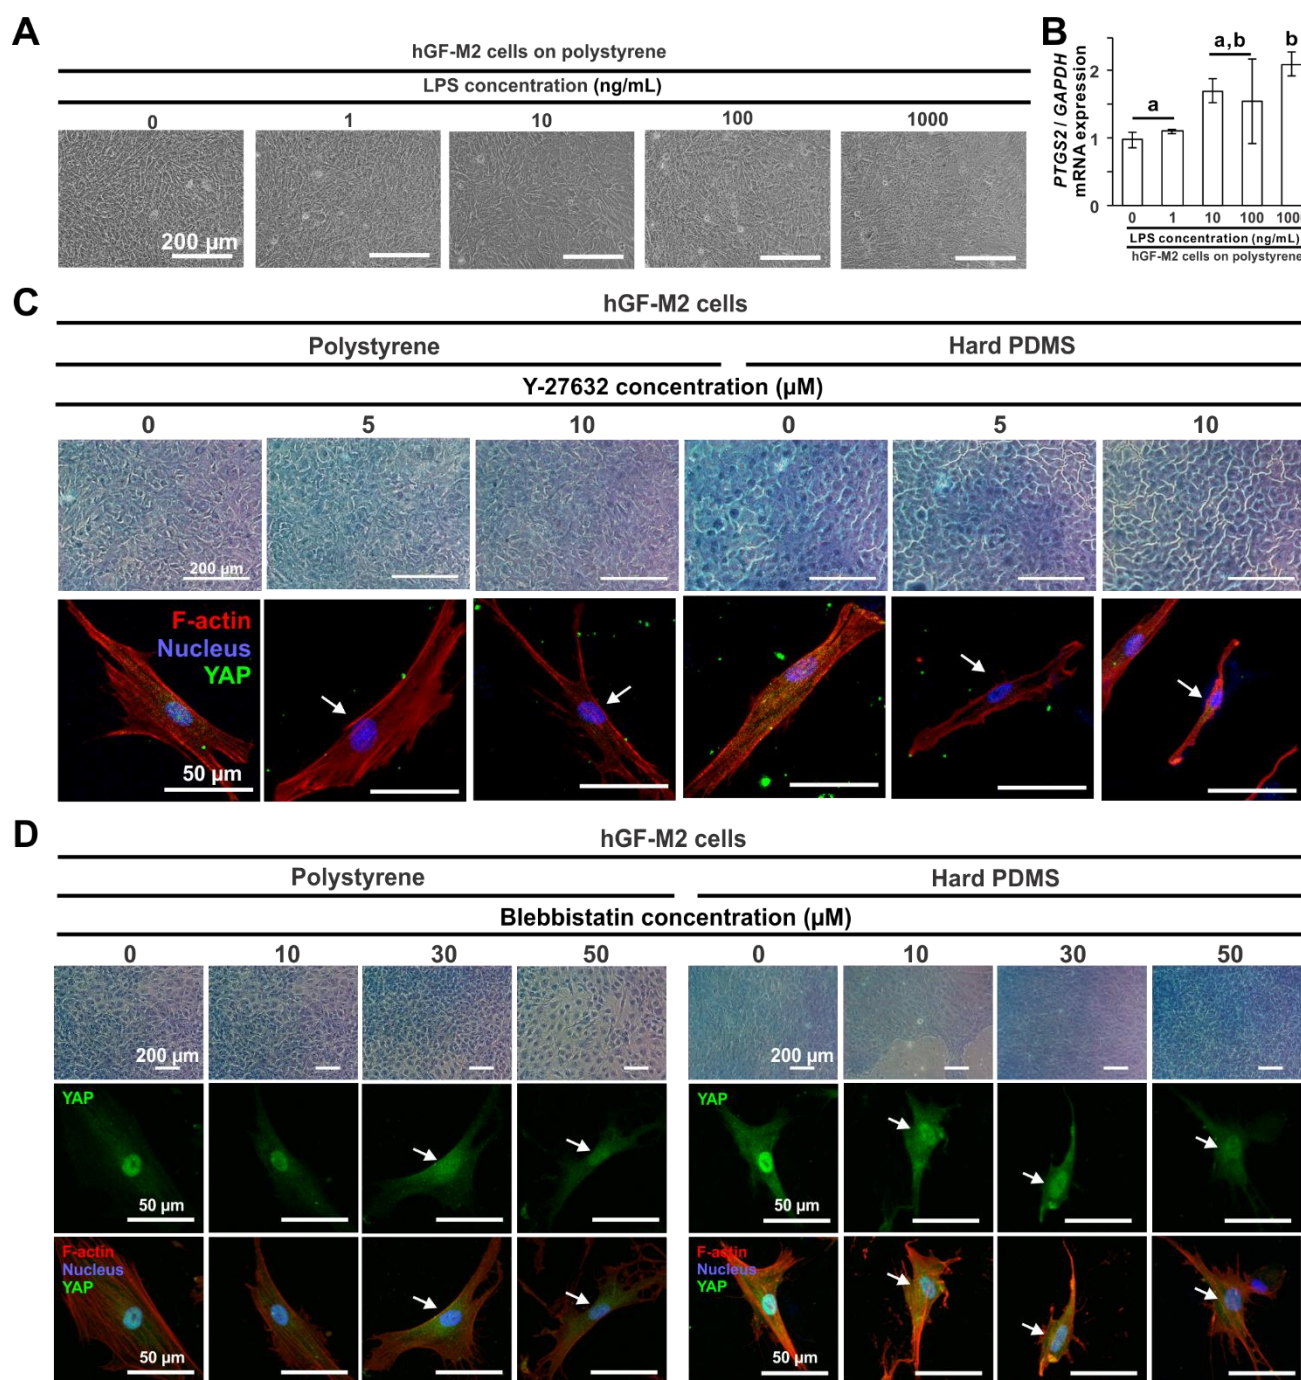 A
hGF-M2 cells on polystyrene
LPS concentration (ng/mL)
0 1 10 100 1000
200 µm
B
PTGS2 / GAPDH
mRNA expression
2
1
0
a
a,b
b
0 1 10 100 1000
LPS concentration (ng/mL)
hGF-M2 cells on polystyrene
C
hGF-M2 cells
Polystyrene Hard PDMS
Y-27632 concentration (µM)
0 5 10 0 5 10
200 µm
F-actin
Nucleus
YAP
50 µm
D
hGF-M2 cells
Polystyrene Hard PDMS
Blebbistatin concentration (µM)
0 10 30 50 0 10 30 50
200 µm 200 µm
YAP YAP
50 µm 50 µm
F-actin F-actin
Nucleus Nucleus
YAP YAP
50 µm 50 µm